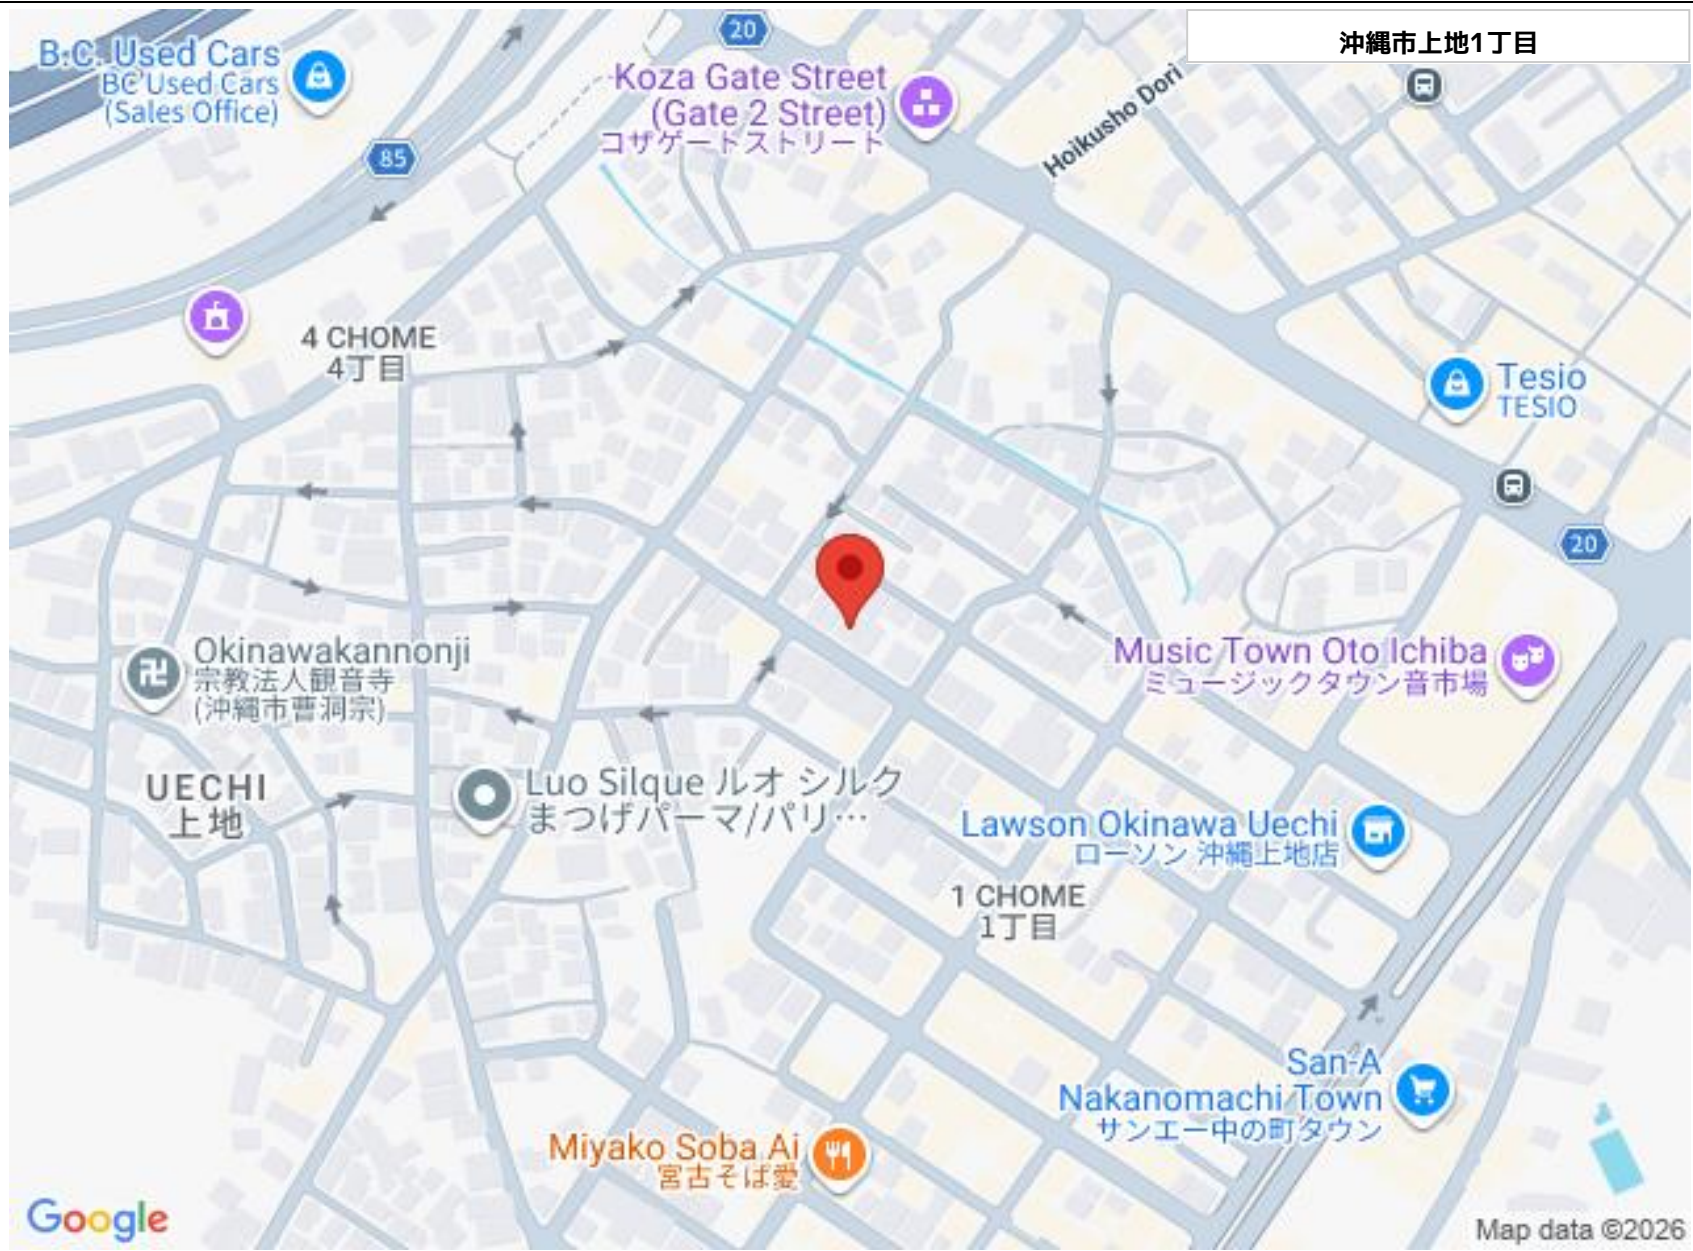 沖縄市上地1丁目
B.C. Used Cars
BC Used Cars
(Sales Office)
20
Koza Gate Street
(Gate 2 Street)
コザゲートストリート
Hoikusho Dori
85
4 CHOME
4丁目
Tesio
TESIO
20
Okinawakannonji
宗教法人観音寺
(沖縄市曹洞宗)
Music Town Oto Ichiba
ミュージックタウン音市場
UECHI
上地
Luo Silque ルオ シルク
まつげパーマ/パリ…
Lawson Okinawa Uechi
ローソン 沖縄上地店
1 CHOME
1丁目
San-A
Nakanomachi Town
サンエー中の町タウン
Miyako Soba Ai
宮古そば愛
Google
Map data ©2026